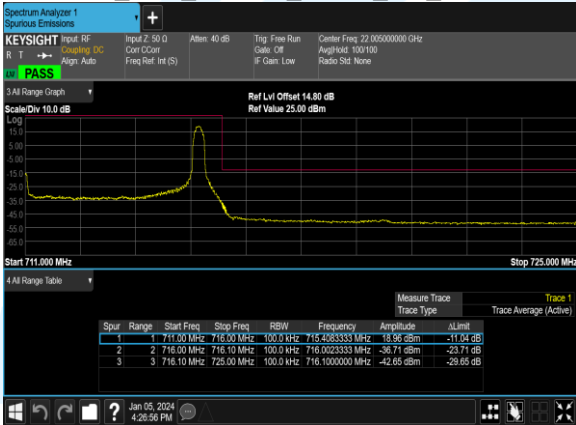 Spectrum Analyzer 1
Spurious Emissions
+
KEYSIGHT Input: RF Input Z: 50 Ω Atten: 40 dB Trig: Free Run Center Freq: 22.005000000 GHz
R T Coupling: DC Corr CCorr Gate: Off Avg|Hold: 100/100
Align: Auto Freq Ref: Int (S) IF Gain: Low Radio Std: None
PASS
3 All Range Graph
Ref Lvl Offset 14.80 dB
Scale/Div 10.0 dB Ref Value 25.00 dBm
Log
15.0
5.00
-5.00
-15.0
-25.0
-35.0
-45.0
-55.0
-65.0
Start 711.000 MHz Stop 725.000 MHz
4 All Range Table
Measure Trace Trace 1
Trace Type Trace Average (Active)
Spur Range Start Freq Stop Freq RBW Frequency Amplitude ΔLimit
1 1 711.00 MHz 716.00 MHz 100.0 kHz 715.4083333 MHz 18.96 dBm -11.04 dB
2 2 716.00 MHz 716.10 MHz 100.0 kHz 716.0023333 MHz -36.71 dBm -23.71 dB
3 3 716.10 MHz 725.00 MHz 100.0 kHz 716.1000000 MHz -42.65 dBm -29.65 dB
? Jan 05, 2024
4:26:56 PM